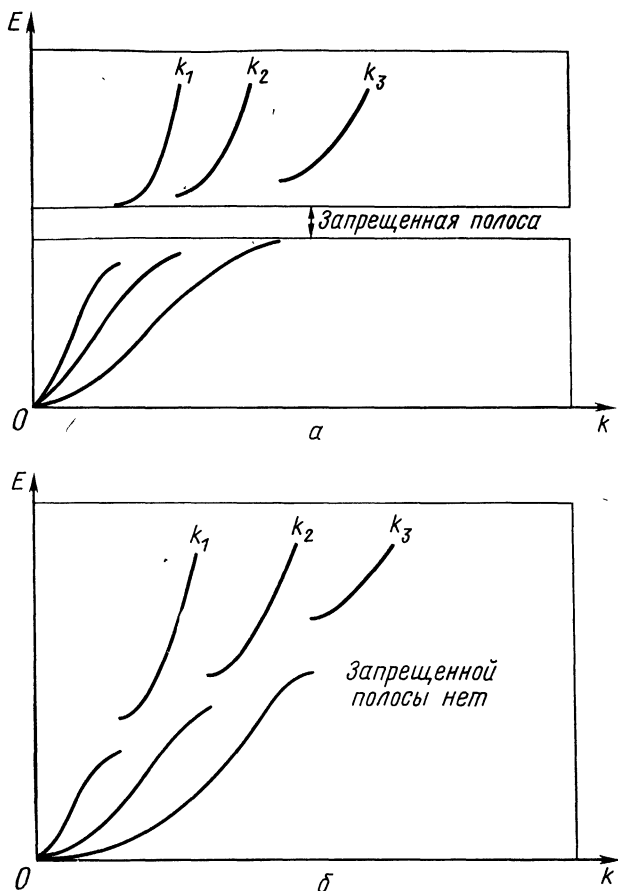 E
k₁
k₂
k₃
Запрещенная полоса
0
а
k
E
k₁
k₂
k₃
Запрещенной
полосы нет
0
б
k